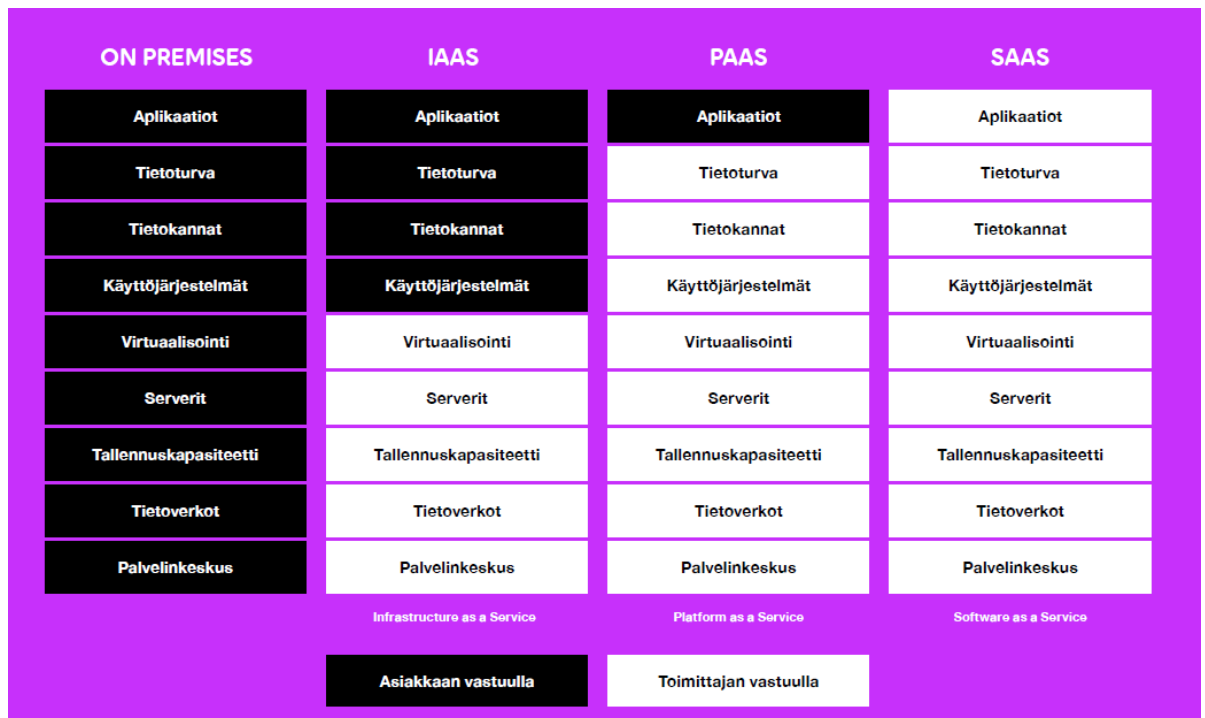 ON PREMISES IAAS PAAS SAAS
Aplikaatiot Aplikaatiot Aplikaatiot Aplikaatiot
Tietoturva Tietoturva Tietoturva Tietoturva
Tietokannat Tietokannat Tietokannat Tietokannat
Käyttöjärjestelmät Käyttöjärjestelmät Käyttöjärjestelmät Käyttöjärjestelmät
Virtuaalisointi Virtuaalisointi Virtuaalisointi Virtuaalisointi
Serverit Serverit Serverit Serverit
Tallennuskapasiteetti Tallennuskapasiteetti Tallennuskapasiteetti Tallennuskapasiteetti
Tietoverkot Tietoverkot Tietoverkot Tietoverkot
Palvelinkeskus Palvelinkeskus Palvelinkeskus Palvelinkeskus
Infrastructure as a Service Platform as a Service Software as a Service
Asiakkaan vastuulla Toimittajan vastuulla